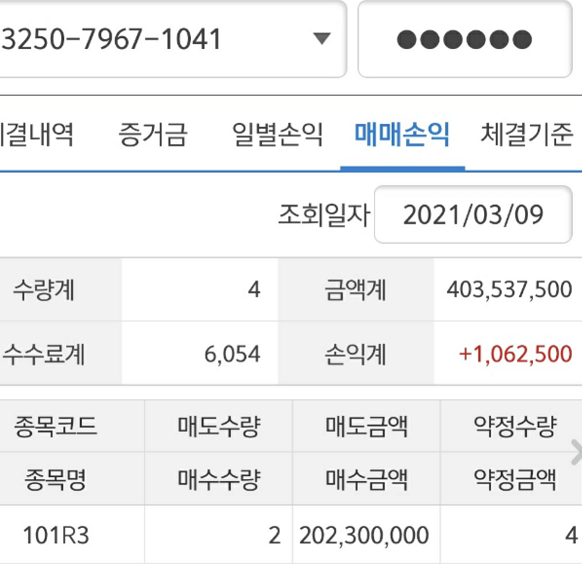 3250-7967-1041 ●●●●●●
결내역 증거금 일별손익 매매손익 체결기준
조회일자 2021/03/09
수량계 4 금액계 403,537,500
수수료계 6,054 손익계 +1,062,500
종목코드 매도수량 매도금액 약정수량
종목명 매수수량 매수금액 약정금액
101R3 2 202,300,000 4